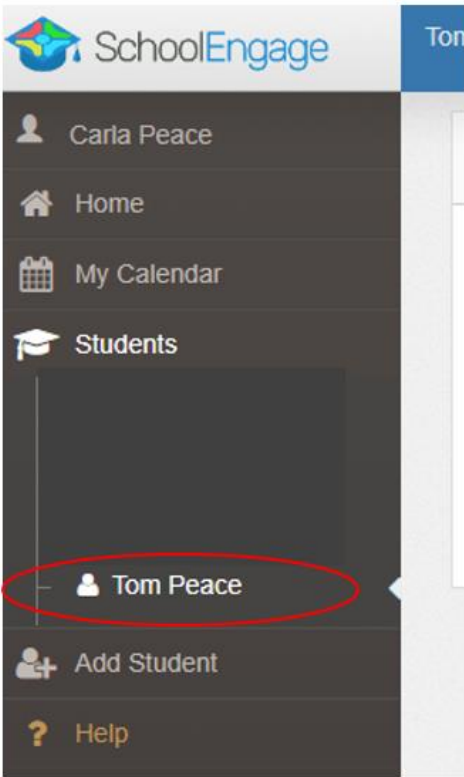 SchoolEngage
Tom
Carla Peace
Home
My Calendar
Students
Tom Peace
Add Student
? Help